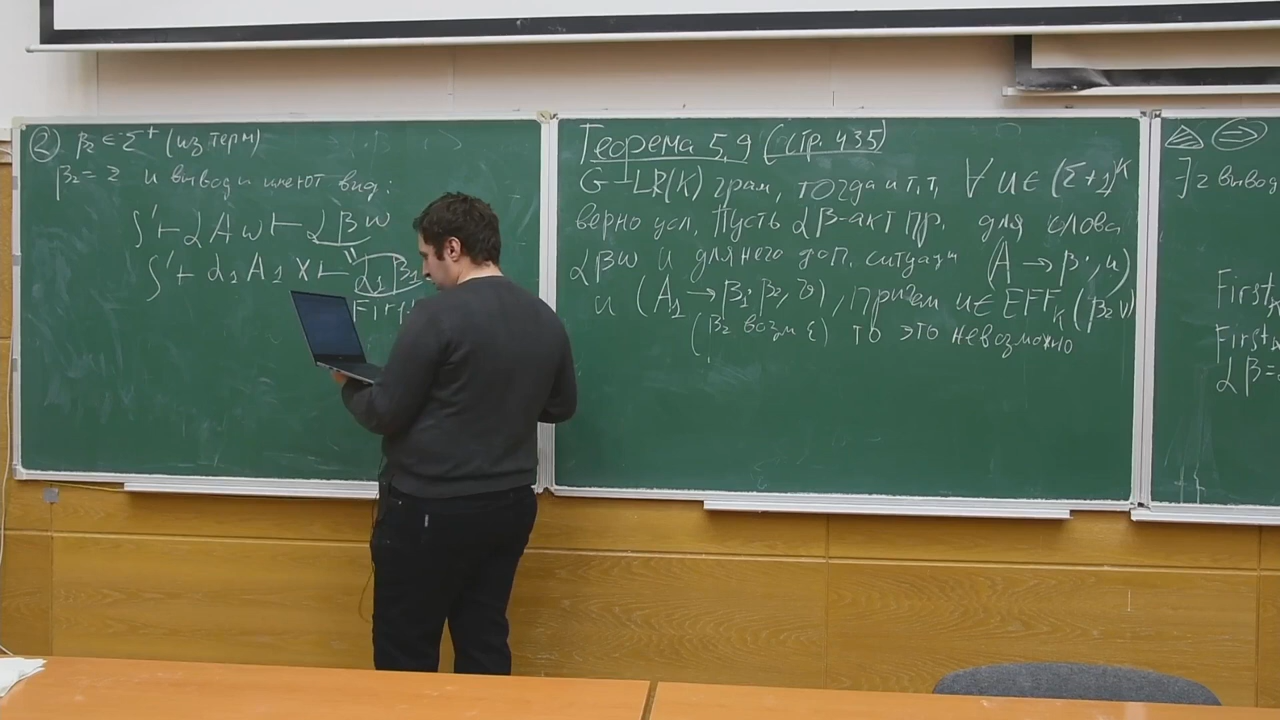 ② β₂ ∈ Σ⁺ (из терм)
β₂ = z и выводы имеют вид:
S' ⊢ αAw ⊢ αβw
S' ⊢ α₁A₁x ⊢ α₁β₁
First
Теорема 5.9 (стр. 435)
G - LR(k) грам, тогда и т.т. ∀ u ∈ (Σ+1)ᵏ
верно усл. Пусть αβ-акт пр. для слова
αβw и для него доп. ситуации (A → β·, u)
и (A₁ → β₁·β₂, v), причем u ∈ EFFₖ(β₂v)
(β₂ возм ε) то это невозможно
∃ 2 вывод
First
First
αβ =